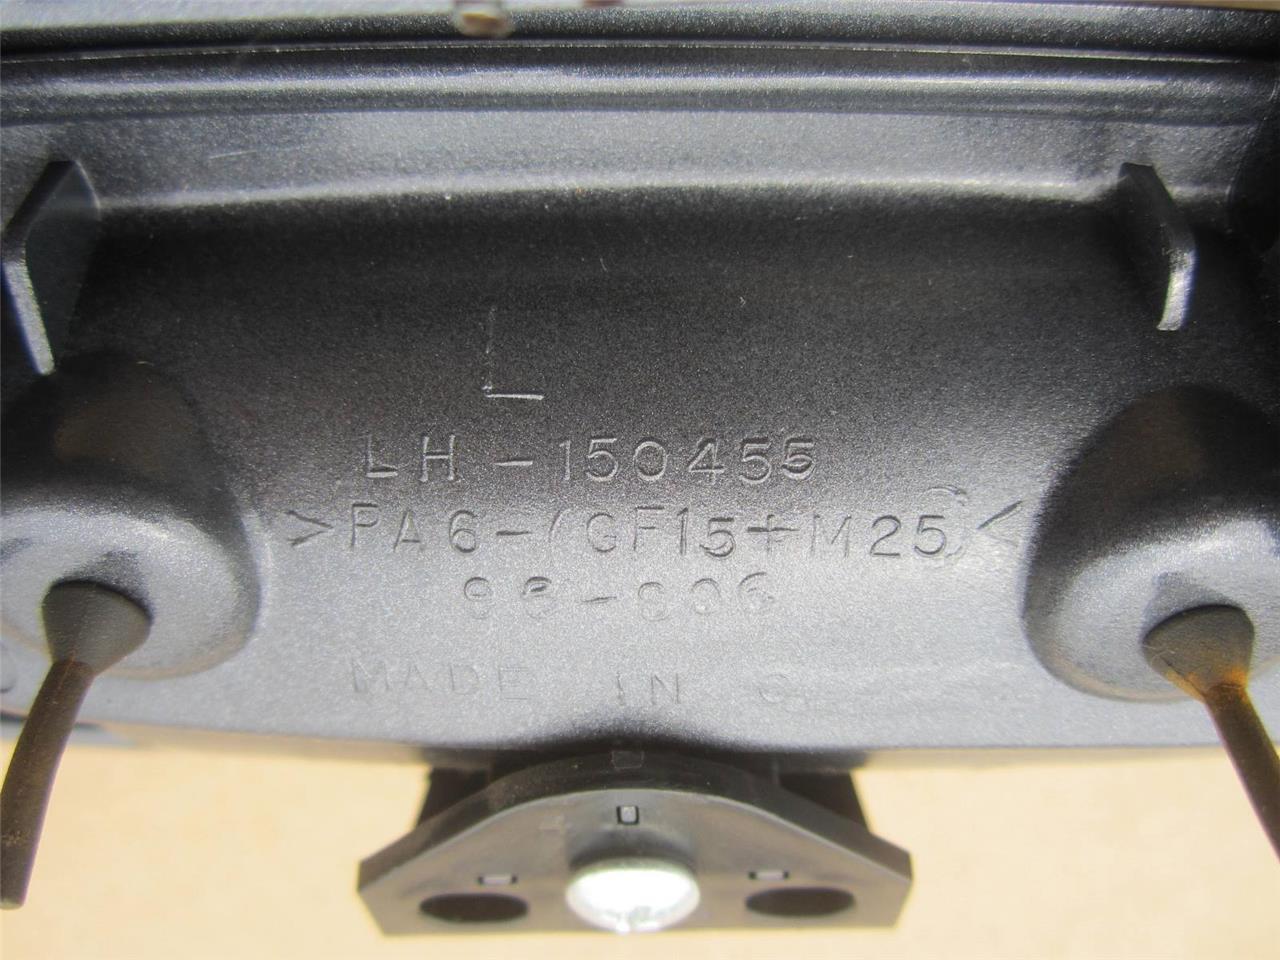 L
LH-150455
>PA6-(GF15+M25)<
MADE IN